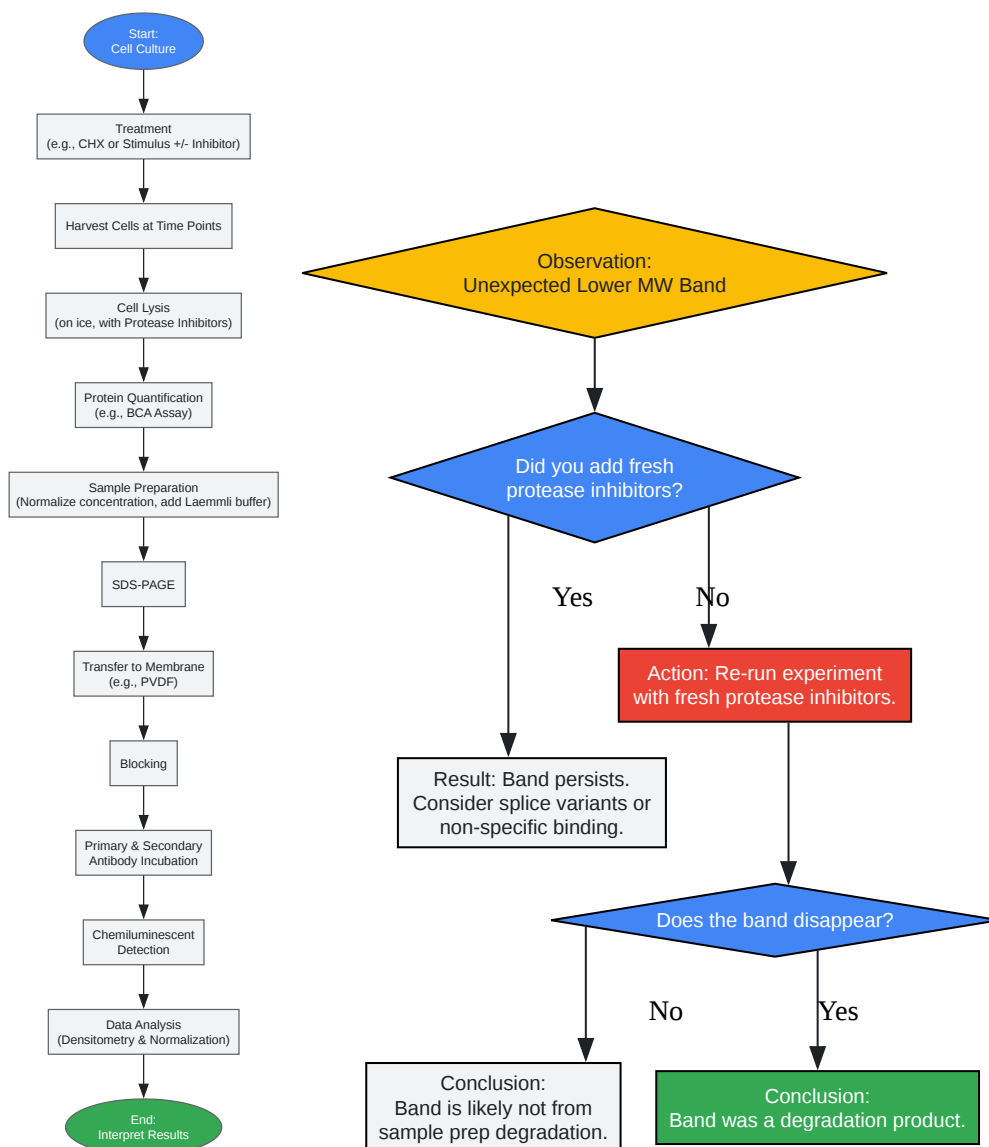 Start:
Cell Culture
Treatment
(e.g., CHX or Stimulus +/- Inhibitor)
Harvest Cells at Time Points
Cell Lysis
(on ice, with Protease Inhibitors)
Protein Quantification
(e.g., BCA Assay)
Sample Preparation
(Normalize concentration, add Laemmli buffer)
SDS-PAGE
Transfer to Membrane
(e.g., PVDF)
Blocking
Primary & Secondary
Antibody Incubation
Chemiluminescent
Detection
Data Analysis
(Densitometry & Normalization)
End:
Interpret Results
Observation:
Unexpected Lower MW Band
Did you add fresh
protease inhibitors?
Yes
No
Action: Re-run experiment
with fresh protease inhibitors.
Result: Band persists.
Consider splice variants or
non-specific binding.
Does the band disappear?
No
Yes
Conclusion:
Band is likely not from
sample prep degradation.
Conclusion:
Band was a degradation product.